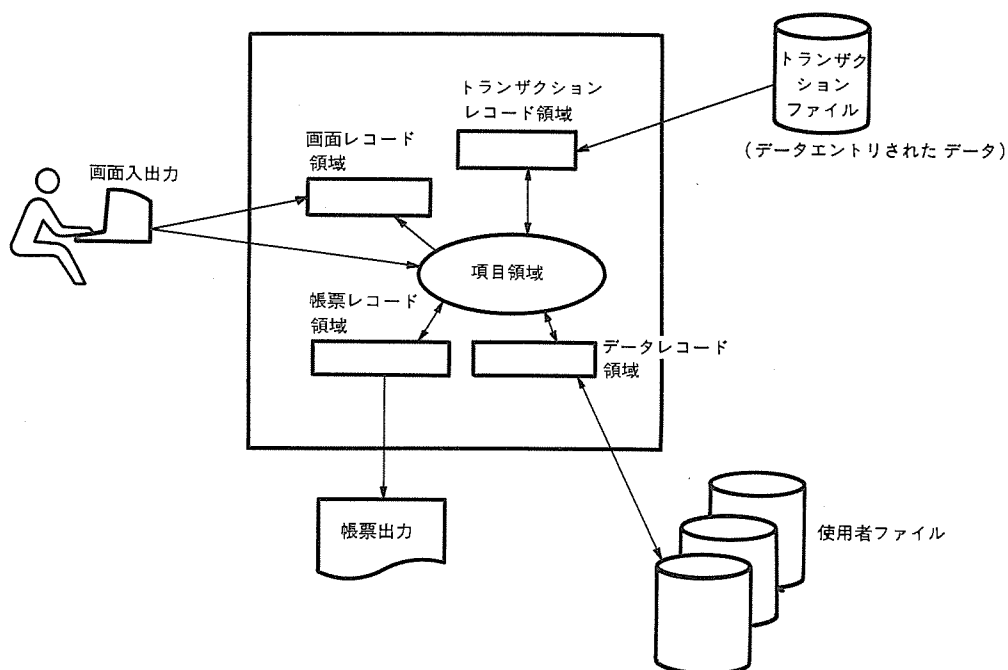 トランザク
ション
ファイル
(データエントリされた データ)
トランザクション
レコード領域
画面レコード
領域
画面入出力
項目領域
帳票レコード
領域
データレコード
領域
帳票出力
使用者ファイル